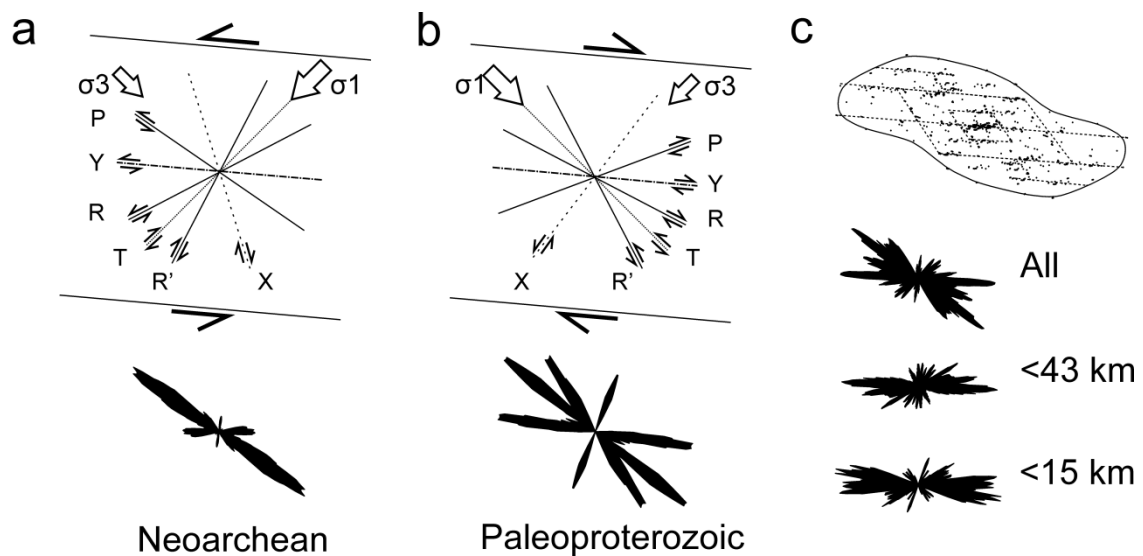 a
σ3
σ1
P
Y
R
T
R’
X
Neoarchean
b
σ1
σ3
P
Y
R
T
R’
X
Paleoproterozoic
c
All
<43 km
<15 km